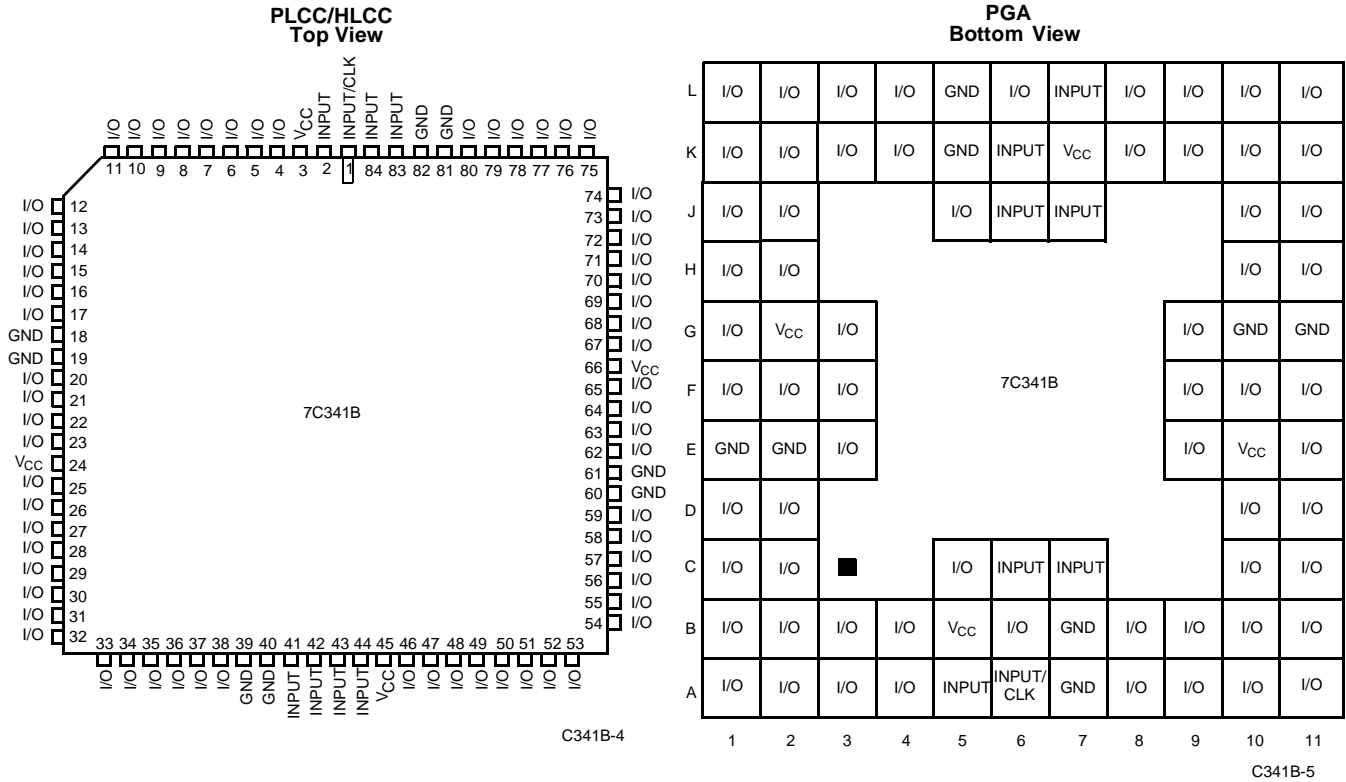 PLCC/HLCC
Top View
I/O I/O I/O I/O I/O I/O I/O I/O VCC INPUT INPUT/CLK INPUT INPUT GND GND I/O I/O I/O I/O I/O I/O
11 10 9 8 7 6 5 4 3 2 1 84 83 82 81 80 79 78 77 76 75
I/O 12
I/O 13
I/O 14
I/O 15
I/O 16
I/O 17
GND 18
GND 19
I/O 20
I/O 21
I/O 22
I/O 23
VCC 24
I/O 25
I/O 26
I/O 27
I/O 28
I/O 29
I/O 30
I/O 31
I/O 32
7C341B
74 I/O
73 I/O
72 I/O
71 I/O
70 I/O
69 I/O
68 I/O
67 I/O
66 VCC
65 I/O
64 I/O
63 I/O
62 I/O
61 GND
60 GND
59 I/O
58 I/O
57 I/O
56 I/O
55 I/O
54 I/O
33 34 35 36 37 38 39 40 41 42 43 44 45 46 47 48 49 50 51 52 53
I/O I/O I/O I/O I/O I/O GND GND INPUT INPUT INPUT INPUT VCC I/O I/O I/O I/O I/O I/O I/O I/O
C341B-4
PGA
Bottom View
L I/O I/O I/O I/O GND I/O INPUT I/O I/O I/O I/O
K I/O I/O I/O I/O GND INPUT VCC I/O I/O I/O I/O
J I/O I/O I/O INPUT INPUT I/O I/O
H I/O I/O I/O I/O
G I/O VCC I/O I/O GND GND
F I/O I/O I/O 7C341B I/O I/O I/O
E GND GND I/O I/O VCC I/O
D I/O I/O I/O I/O
C I/O I/O I/O INPUT INPUT I/O I/O
B I/O I/O I/O I/O VCC I/O GND I/O I/O I/O I/O
A I/O I/O I/O I/O INPUT INPUT/CLK GND I/O I/O I/O I/O
1 2 3 4 5 6 7 8 9 10 11
C341B-5